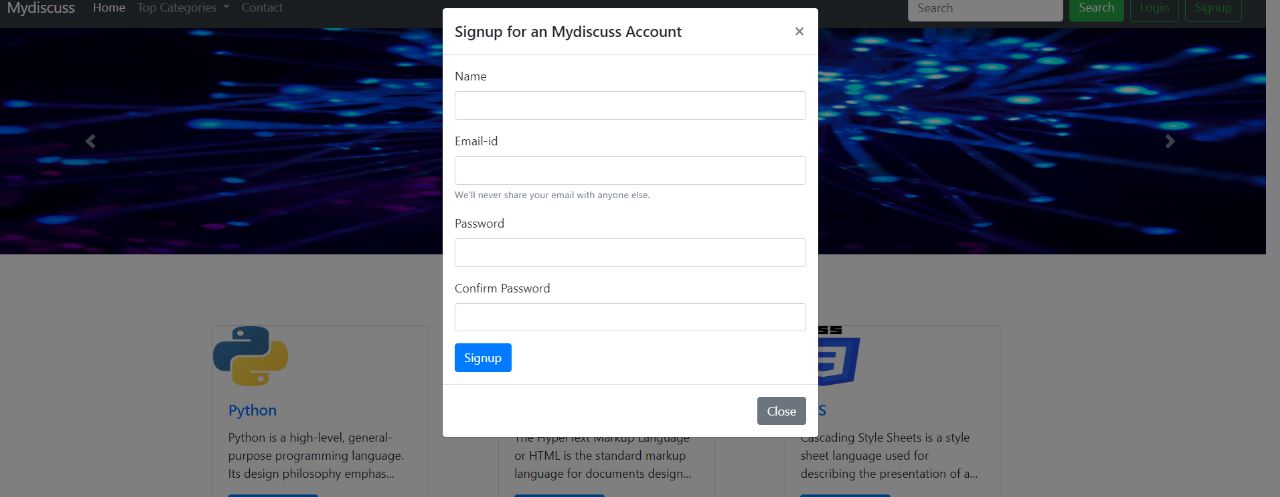 Mydiscuss Home Top Categories Contact Search Search Login Signup
Signup for an Mydiscuss Account ×
Name
Email-id
We'll never share your email with anyone else.
Password
Confirm Password
Signup
Close
Python
Python is a high-level, general-
purpose programming language.
Its design philosophy emphas...
The HyperText Markup Language
or HTML is the standard markup
language for documents design...
S
Cascading Style Sheets is a style
sheet language used for
describing the presentation of a...